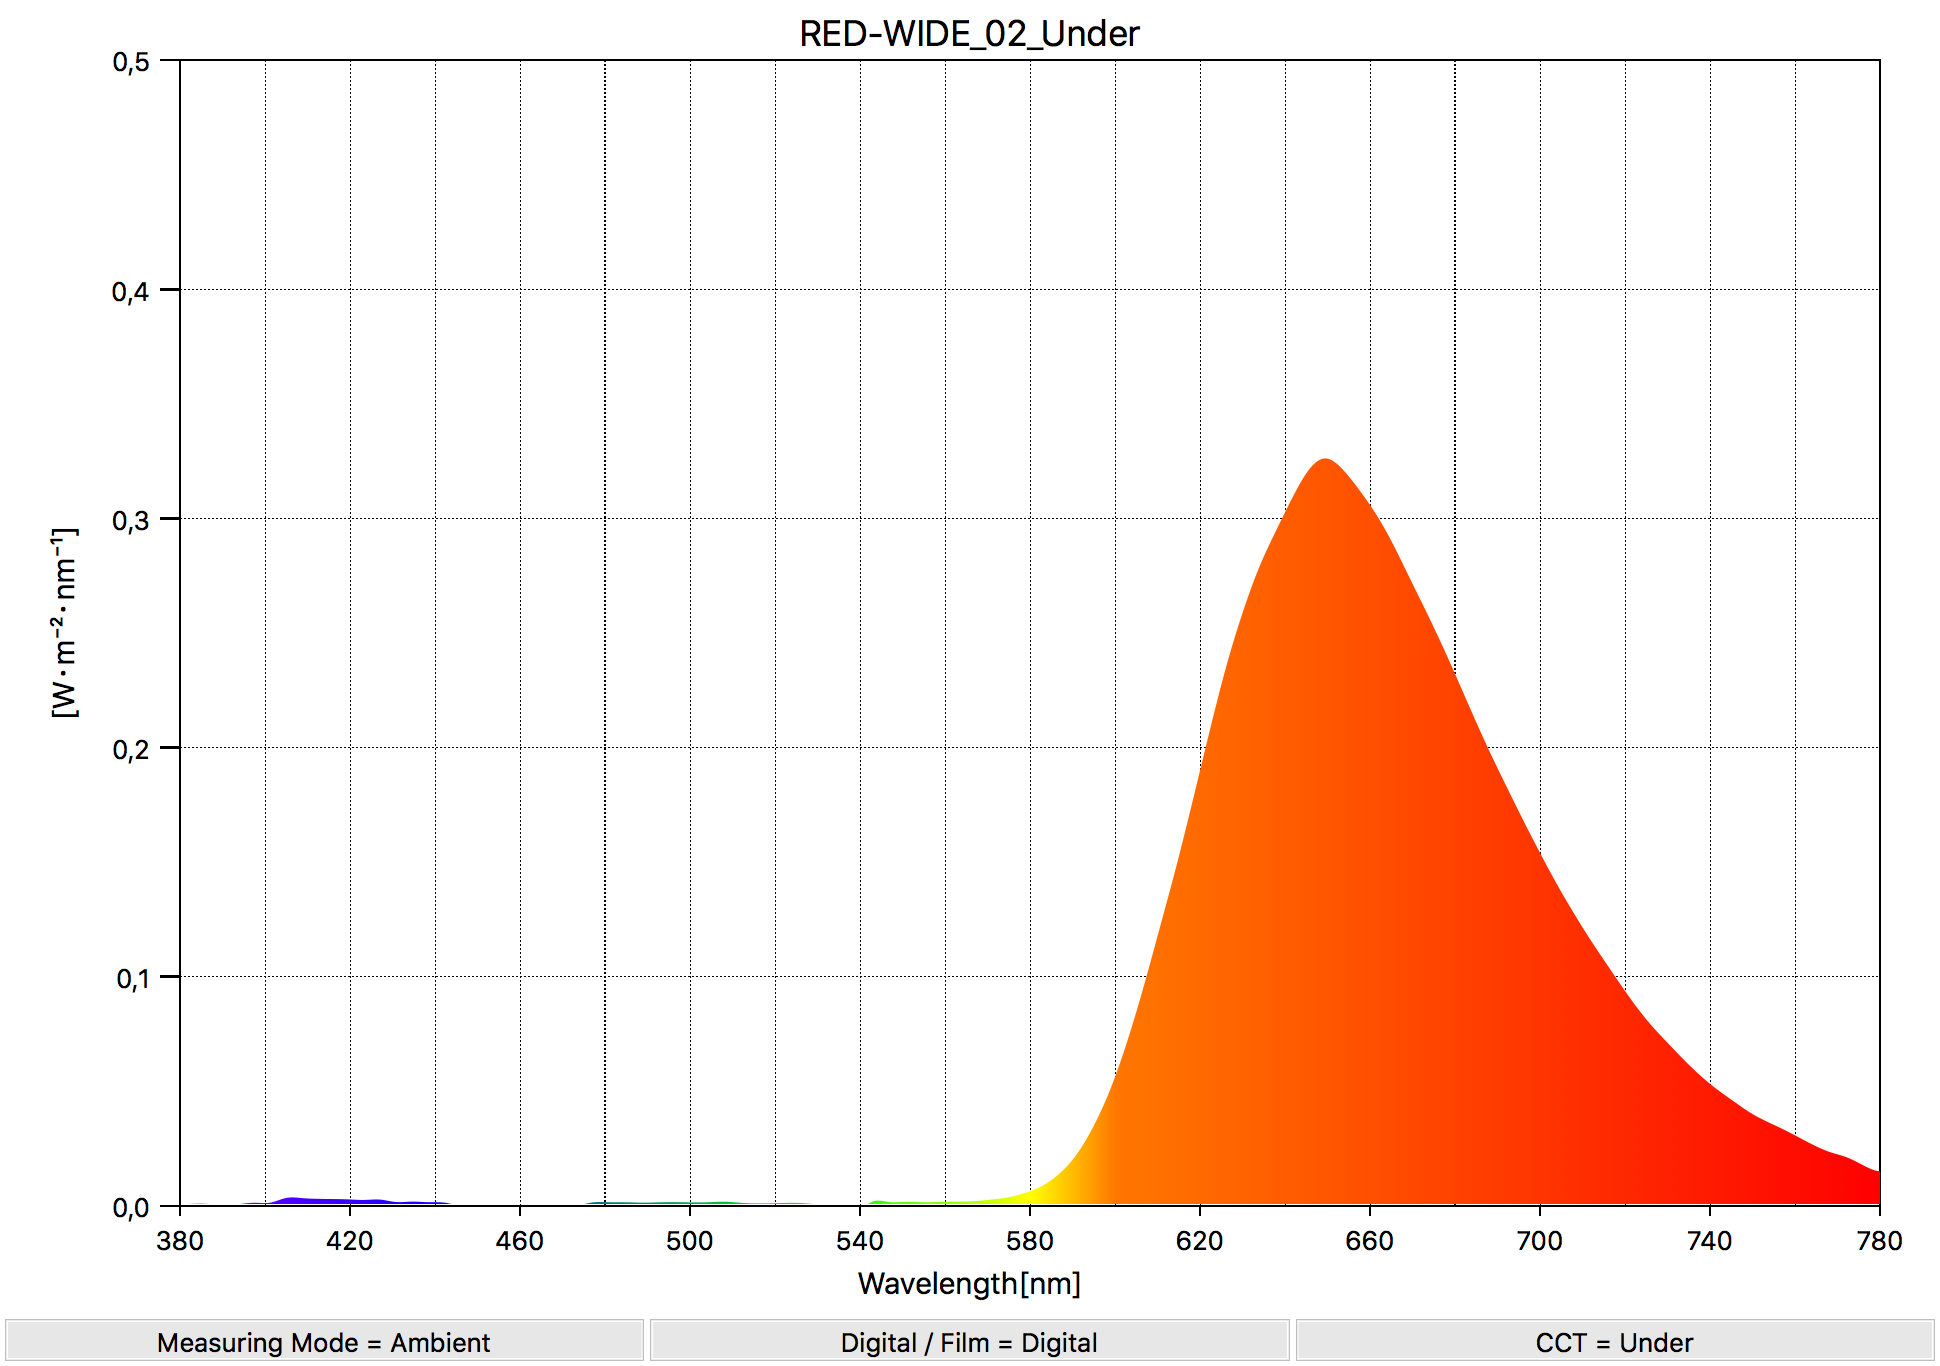 RED-WIDE_02_Under
0,5
0,4
0,3
0,2
0,1
0,0
[W·m⁻²·nm⁻¹]
380 420 460 500 540 580 620 660 700 740 780
Wavelength[nm]
Measuring Mode = Ambient
Digital / Film = Digital
CCT = Under